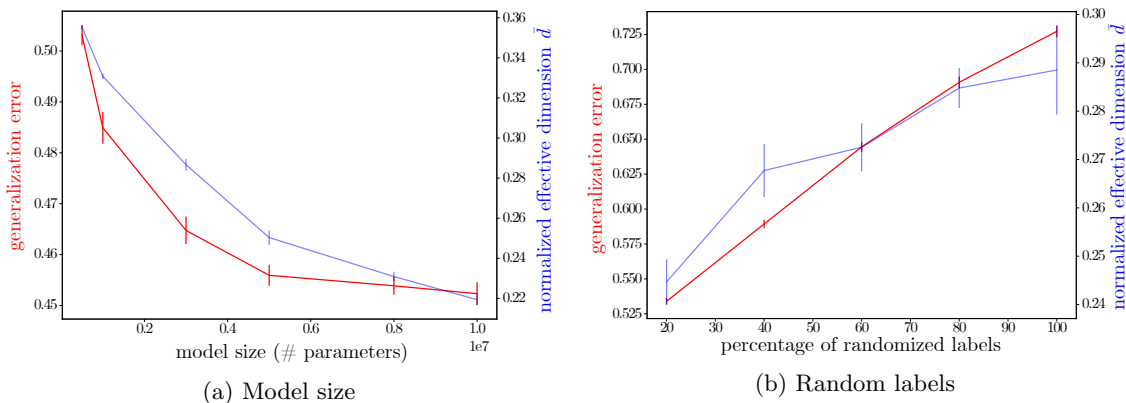 generalization error
0.50
0.49
0.48
0.47
0.46
0.45
0.36
0.34
0.32
0.30
0.28
0.26
0.24
0.22
normalized effective dimension d̄
0.2 0.4 0.6 0.8 1.0
1e7
model size (# parameters)
(a) Model size
generalization error
0.725
0.700
0.675
0.650
0.625
0.600
0.575
0.550
0.525
0.30
0.29
0.28
0.27
0.26
0.25
0.24
normalized effective dimension d̄
20 30 40 50 60 70 80 90 100
percentage of randomized labels
(b) Random labels